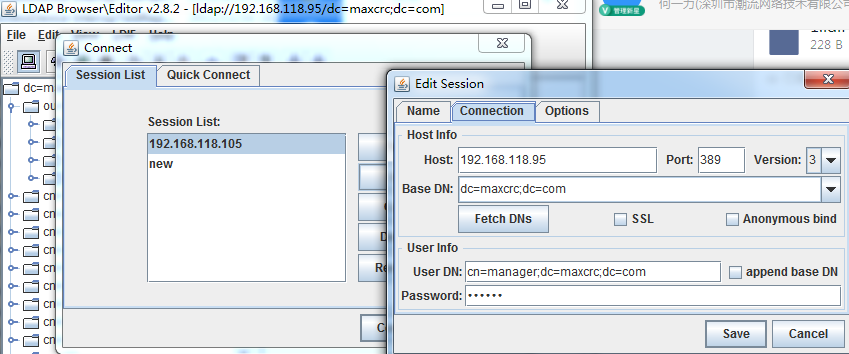 LDAP Browser\Editor v2.8.2 - [ldap://192.168.118.95/dc=maxcrc;dc=com]
何一力(深圳市潮流网络技术有限公司
管理新星
228 B
File Edit View LDIF Help
Connect
Session List Quick Connect
Session List:
192.168.118.105
new
Edit Session
Name Connection Options
Host Info
Host: 192.168.118.95 Port: 389 Version: 3
Base DN: dc=maxcrc;dc=com
Fetch DNs SSL Anonymous bind
User Info
User DN: cn=manager;dc=maxcrc;dc=com append base DN
Password: ••••••
Save Cancel
dc=m
ou
cn
cn
cn
cn
cn
cn
cn
cn